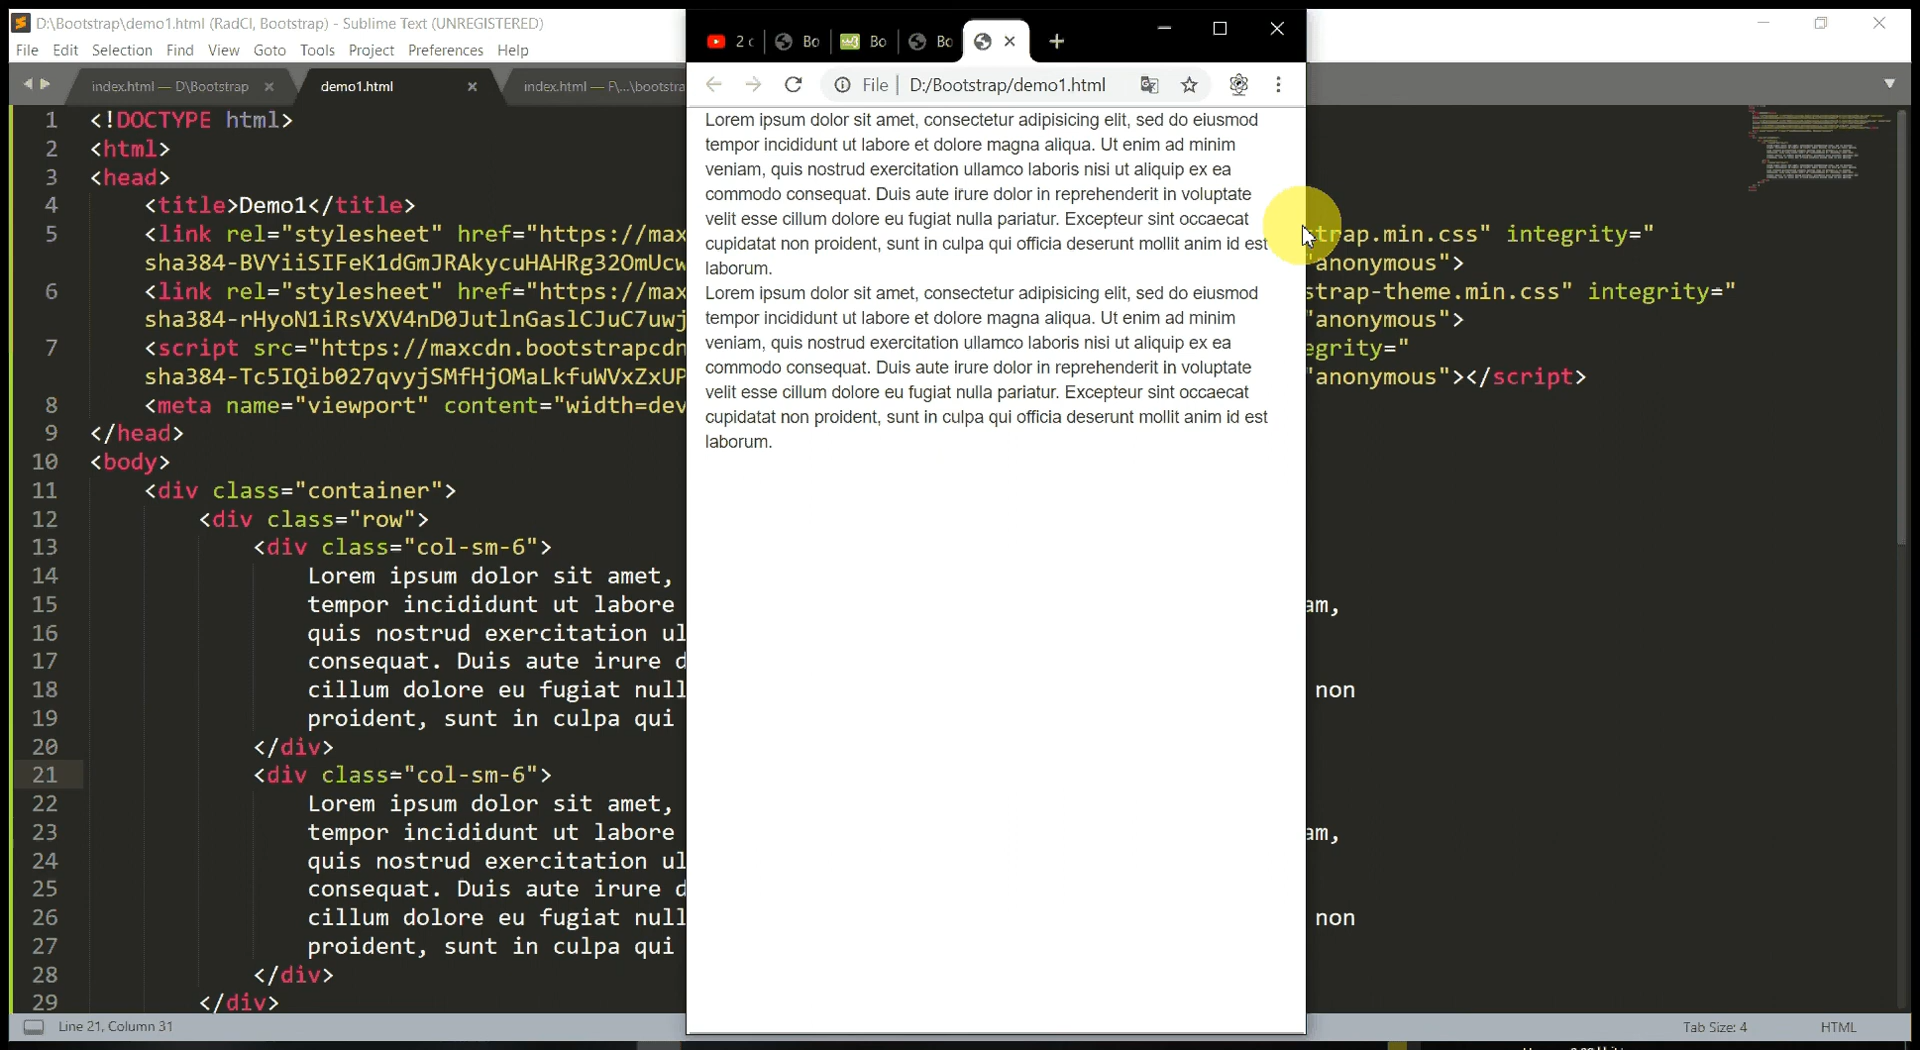 D:\Bootstrap\demo1.html (RadCl, Bootstrap) - Sublime Text (UNREGISTERED)
File Edit Selection Find View Goto Tools Project Preferences Help
index.html — D\Bootstrap
demo1.html
index.html — F\...\bootstra
1 <!DOCTYPE html>
2 <html>
3 <head>
4 <title>Demo1</title>
5 <link rel="stylesheet" href="https://max
strap.min.css" integrity="
sha384-BVYiiSIFeK1dGmJRAkycuHAHRg32OmUcw
"anonymous">
6 <link rel="stylesheet" href="https://max
strap-theme.min.css" integrity="
sha384-rHyoN1iRsVXV4nD0JutlnGaslCJuC7uwj
"anonymous">
7 <script src="https://maxcdn.bootstrapcdn
egrity="
sha384-Tc5IQib027qvyjSMfHjOMaLkfuWVxZxUP
"anonymous"></script>
8 <meta name="viewport" content="width=dev
9 </head>
10 <body>
11 <div class="container">
12 <div class="row">
13 <div class="col-sm-6">
14 Lorem ipsum dolor sit amet,
15 tempor incididunt ut labore
am,
16 quis nostrud exercitation ul
17 consequat. Duis aute irure d
18 cillum dolore eu fugiat null
non
19 proident, sunt in culpa qui
20 </div>
21 <div class="col-sm-6">
22 Lorem ipsum dolor sit amet,
23 tempor incididunt ut labore
am,
24 quis nostrud exercitation ul
25 consequat. Duis aute irure d
26 cillum dolore eu fugiat null
non
27 proident, sunt in culpa qui
28 </div>
29 </div>
Line 21, Column 31
Tab Size: 4
HTML
2 c
Bo
Bo
Bo
File D:/Bootstrap/demo1.html
Lorem ipsum dolor sit amet, consectetur adipisicing elit, sed do eiusmod
tempor incididunt ut labore et dolore magna aliqua. Ut enim ad minim
veniam, quis nostrud exercitation ullamco laboris nisi ut aliquip ex ea
commodo consequat. Duis aute irure dolor in reprehenderit in voluptate
velit esse cillum dolore eu fugiat nulla pariatur. Excepteur sint occaecat
cupidatat non proident, sunt in culpa qui officia deserunt mollit anim id est
laborum.
Lorem ipsum dolor sit amet, consectetur adipisicing elit, sed do eiusmod
tempor incididunt ut labore et dolore magna aliqua. Ut enim ad minim
veniam, quis nostrud exercitation ullamco laboris nisi ut aliquip ex ea
commodo consequat. Duis aute irure dolor in reprehenderit in voluptate
velit esse cillum dolore eu fugiat nulla pariatur. Excepteur sint occaecat
cupidatat non proident, sunt in culpa qui officia deserunt mollit anim id est
laborum.